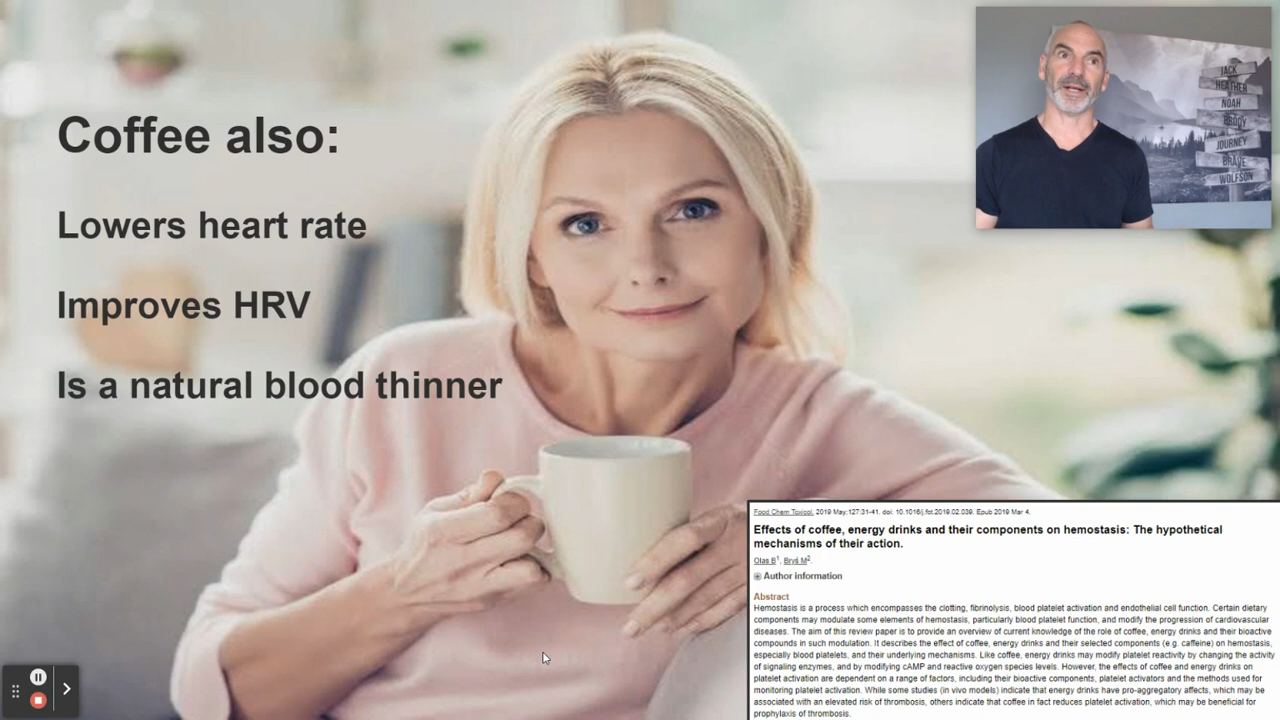 Coffee also:
Lowers heart rate
Improves HRV
Is a natural blood thinner
JACK
HEATHER
NOAH
BRODY
JOURNEY
BRAVE
WOLFSON
Food Chem Toxicol. 2019 May;127:31-41. doi: 10.1016/j.fct.2019.02.039. Epub 2019 Mar 4.
Effects of coffee, energy drinks and their components on hemostasis: The hypothetical
mechanisms of their action.
Olas B1, Bryś M2.
Author information
Abstract
Hemostasis is a process which encompasses the clotting, fibrinolysis, blood platelet activation and endothelial cell function. Certain dietary
components may modulate some elements of hemostasis, particularly blood platelet function, and modify the progression of cardiovascular
diseases. The aim of this review paper is to provide an overview of current knowledge of the role of coffee, energy drinks and their bioactive
compounds in such modulation. It describes the effect of coffee, energy drinks and their selected components (e.g. caffeine) on hemostasis,
especially blood platelets, and their underlying mechanisms. Like coffee, energy drinks may modify platelet reactivity by changing the activity
of signaling enzymes, and by modifying cAMP and reactive oxygen species levels. However, the effects of coffee and energy drinks on
platelet activation are dependent on a range of factors, including their bioactive components, platelet activators and the methods used for
monitoring platelet activation. While some studies (in vivo models) indicate that energy drinks have pro-aggregatory affects, which may be
associated with an elevated risk of thrombosis, others indicate that coffee in fact reduces platelet activation, which may be beneficial for
prophylaxis of thrombosis.